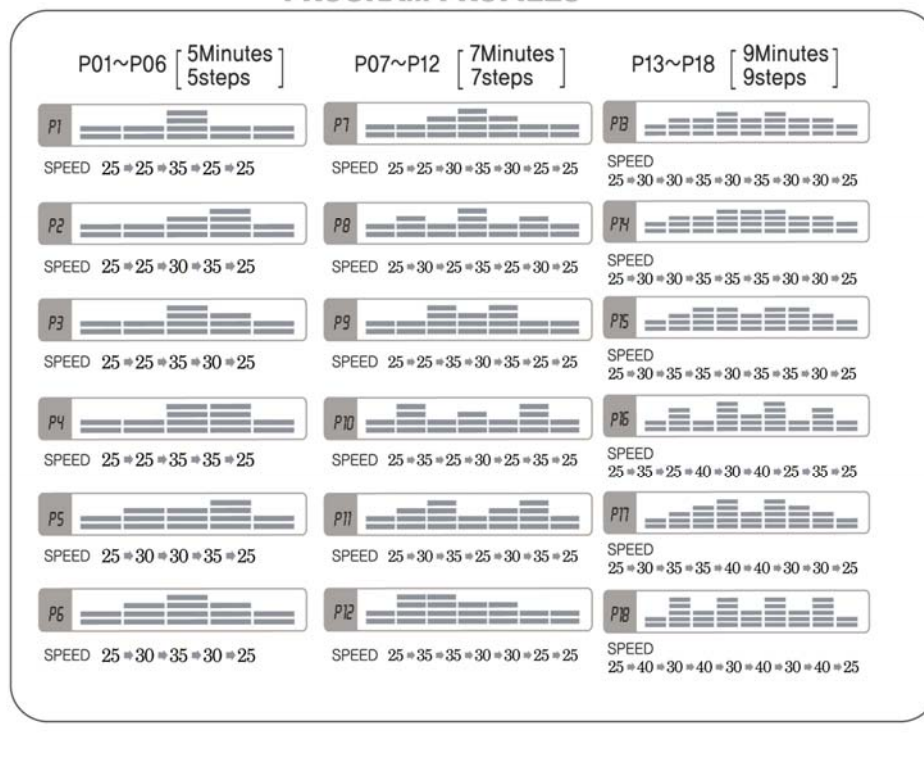 P01~P06 [5Minutes 5steps]
P1
SPEED 25➡25➡35➡25➡25
P2
SPEED 25➡25➡30➡35➡25
P3
SPEED 25➡25➡35➡30➡25
P4
SPEED 25➡25➡35➡35➡25
P5
SPEED 25➡30➡30➡35➡25
P6
SPEED 25➡30➡35➡30➡25
P07~P12 [7Minutes 7steps]
P7
SPEED 25➡25➡30➡35➡30➡25➡25
P8
SPEED 25➡30➡25➡35➡25➡30➡25
P9
SPEED 25➡25➡35➡30➡35➡25➡25
P10
SPEED 25➡35➡25➡30➡25➡35➡25
P11
SPEED 25➡30➡35➡25➡30➡35➡25
P12
SPEED 25➡35➡35➡30➡30➡25➡25
P13~P18 [9Minutes 9steps]
P13
SPEED
25➡30➡30➡35➡30➡35➡30➡30➡25
P14
SPEED
25➡30➡30➡35➡35➡35➡30➡30➡25
P15
SPEED
25➡30➡35➡35➡30➡35➡35➡30➡25
P16
SPEED
25➡35➡25➡40➡30➡40➡25➡35➡25
P17
SPEED
25➡30➡35➡35➡40➡40➡30➡30➡25
P18
SPEED
25➡40➡30➡40➡30➡40➡30➡40➡25